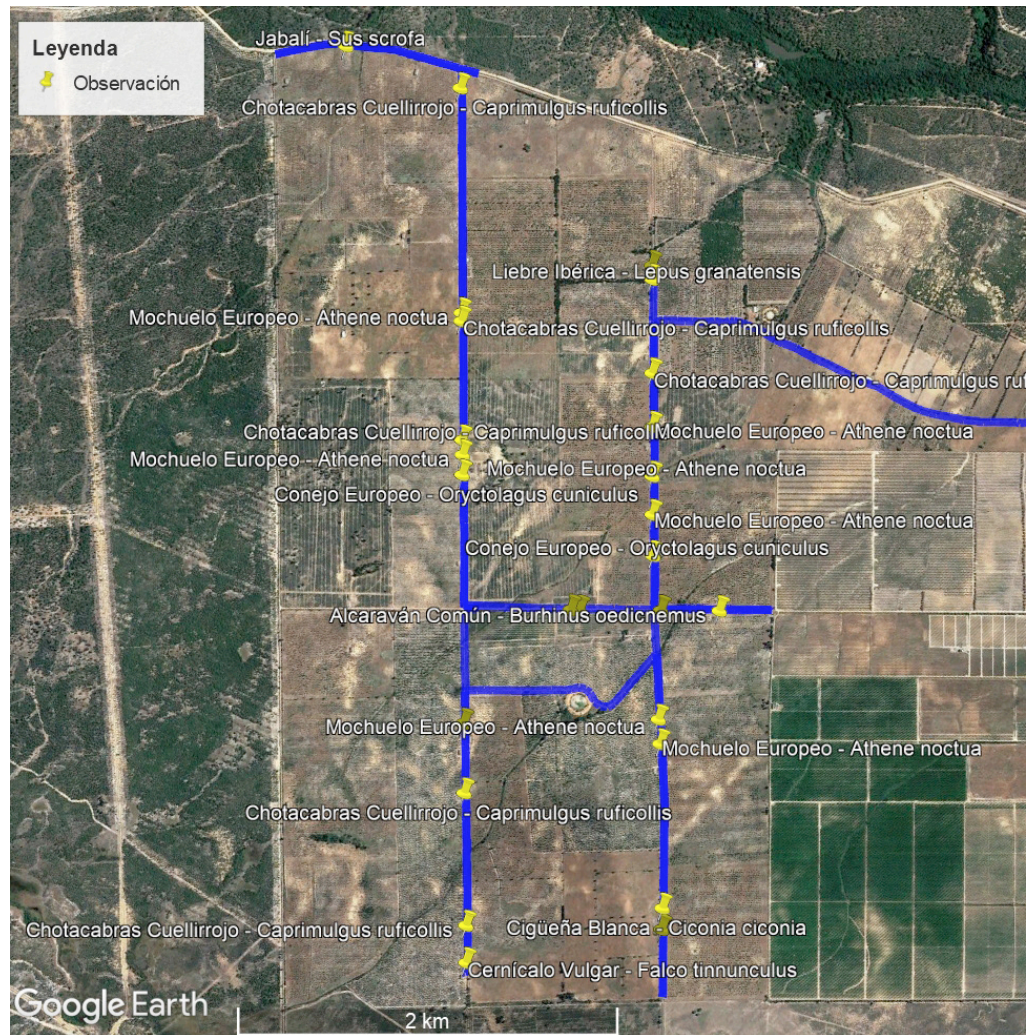 Leyenda
Observación
Jabalí - Sus scrofa
Chotacabras Cuellirrojo - Caprimulgus ruficollis
Liebre Ibérica - Lepus granatensis
Mochuelo Europeo - Athene noctua
Chotacabras Cuellirrojo - Caprimulgus ruficollis
Chotacabras Cuellirrojo - Caprimulgus ruf
Chotacabras Cuellirrojo - Caprimulgus ruficolli
Mochuelo Europeo - Athene noctua
Mochuelo Europeo - Athene noctua
Mochuelo Europeo - Athene noctua
Conejo Europeo - Oryctolagus cuniculus
Mochuelo Europeo - Athene noctua
Conejo Europeo - Oryctolagus cuniculus
Alcaraván Común - Burhinus oedicnemus
Mochuelo Europeo - Athene noctua
Mochuelo Europeo - Athene noctua
Chotacabras Cuellirrojo - Caprimulgus ruficollis
Chotacabras Cuellirrojo - Caprimulgus ruficollis
Cigüeña Blanca - Ciconia ciconia
Cernícalo Vulgar - Falco tinnunculus
Google Earth
2 km